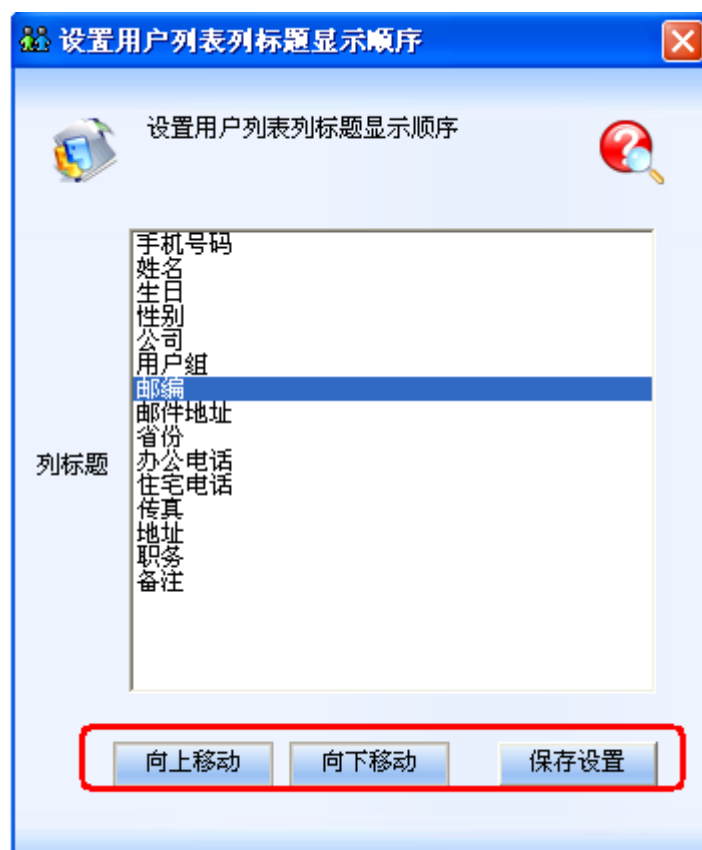 设置用户列表列标题显示顺序
设置用户列表列标题显示顺序
手机号码
姓名
生日
性别
公司
用户组
邮编
邮件地址
省份
列标题
办公电话
住宅电话
传真
地址
职务
备注
向上移动 向下移动 保存设置